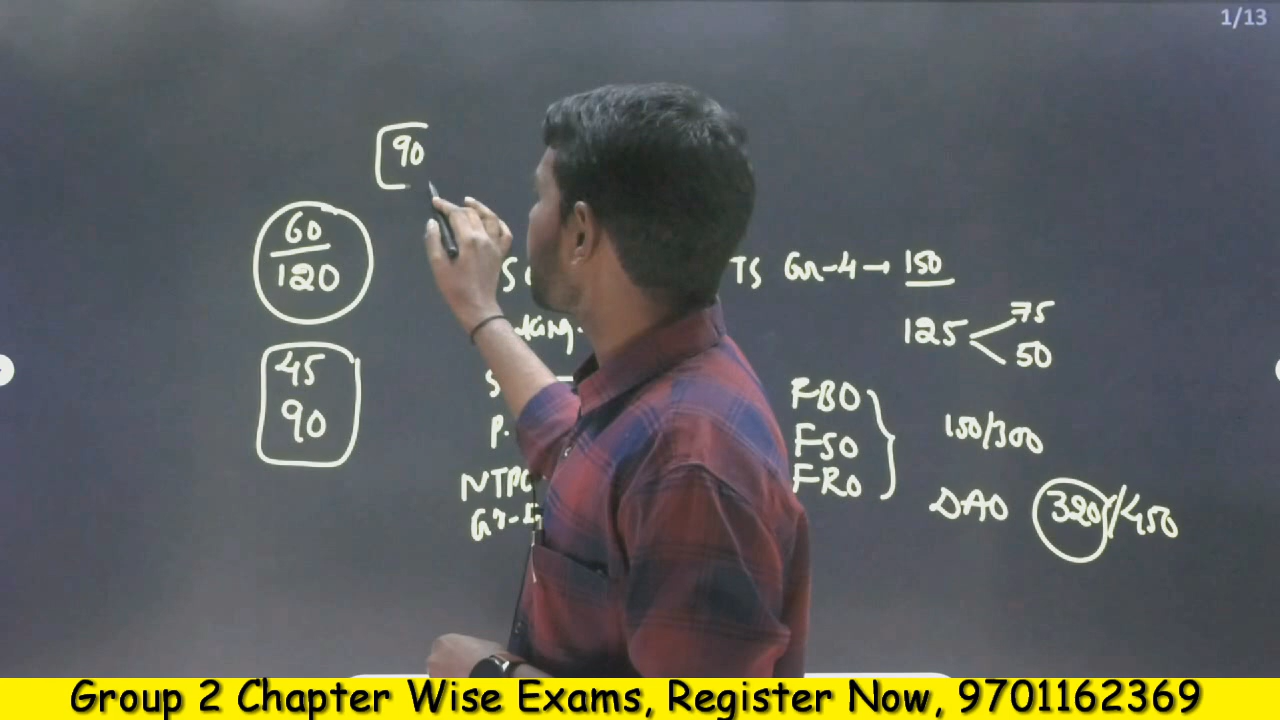 1/13
90
60
120
TS Gr-4 → 150
125 < 75
50
45
90
FBO
FSO
FRO
150/300
NTPC
DAO 320/450
Group 2 Chapter Wise Exams, Register Now, 9701162369